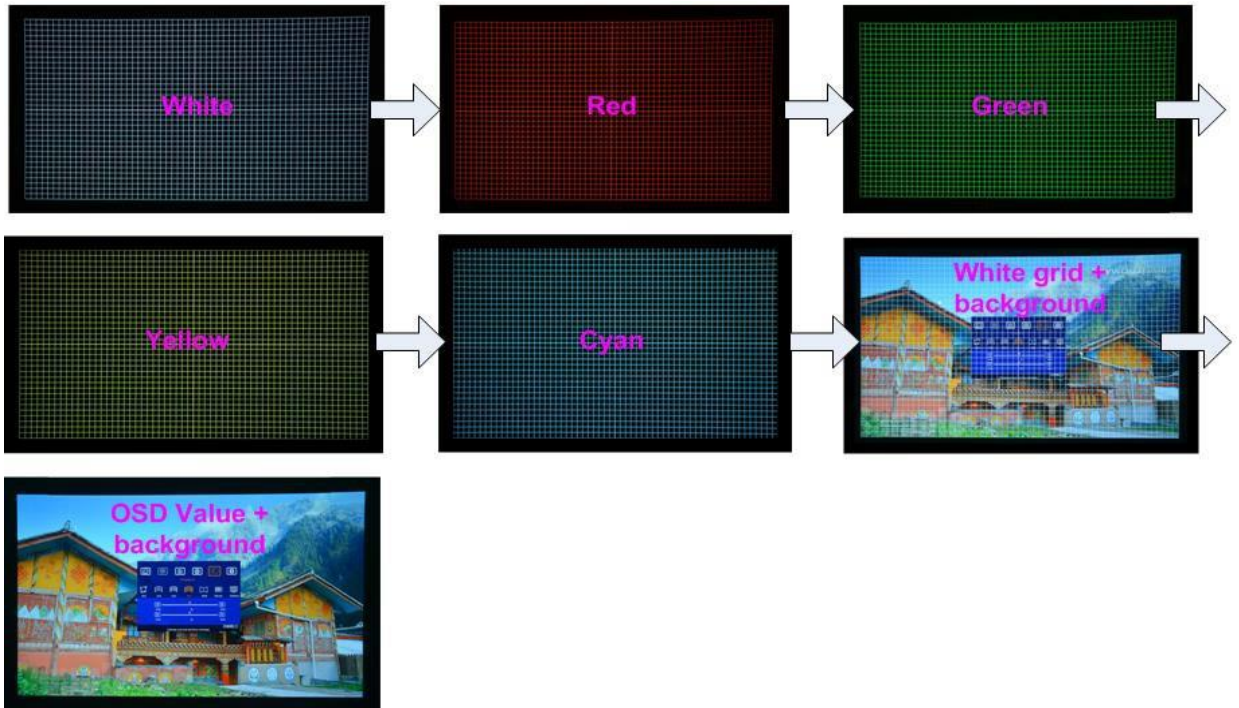 White
Red
Green
Yellow
Cyan
White grid +
background
OSD Value +
background